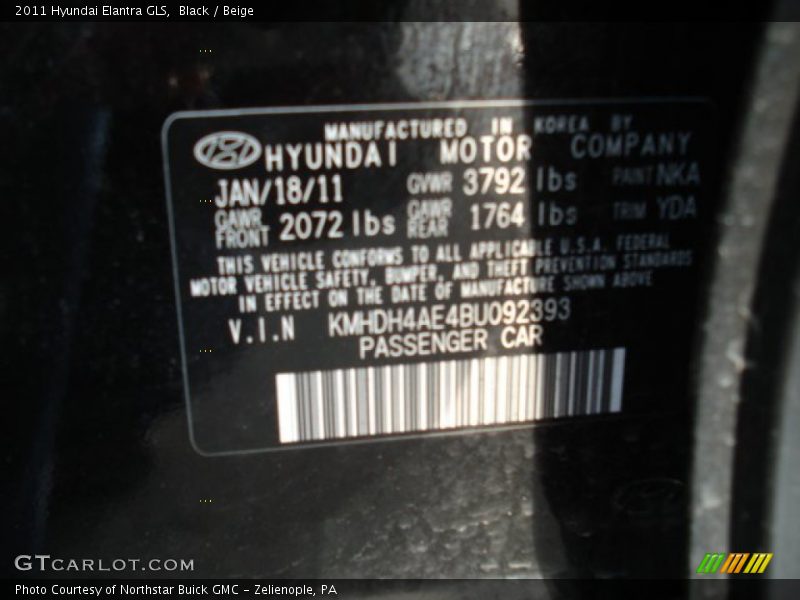 2011 Hyundai Elantra GLS, Black / Beige
MANUFACTURED IN KOREA BY
HYUNDAI MOTOR COMPANY
JAN/18/11 GVWR 3792 lbs PAINT NKA
GAWR FRONT 2072 lbs GAWR REAR 1764 lbs TRIM YDA
THIS VEHICLE CONFORMS TO ALL APPLICABLE U.S.A. FEDERAL
MOTOR VEHICLE SAFETY, BUMPER, AND THEFT PREVENTION STANDARDS
IN EFFECT ON THE DATE OF MANUFACTURE SHOWN ABOVE
V.I.N KMHDH4AE4BU092393
PASSENGER CAR
GTCARLOT.COM
Photo Courtesy of Northstar Buick GMC - Zelienople, PA